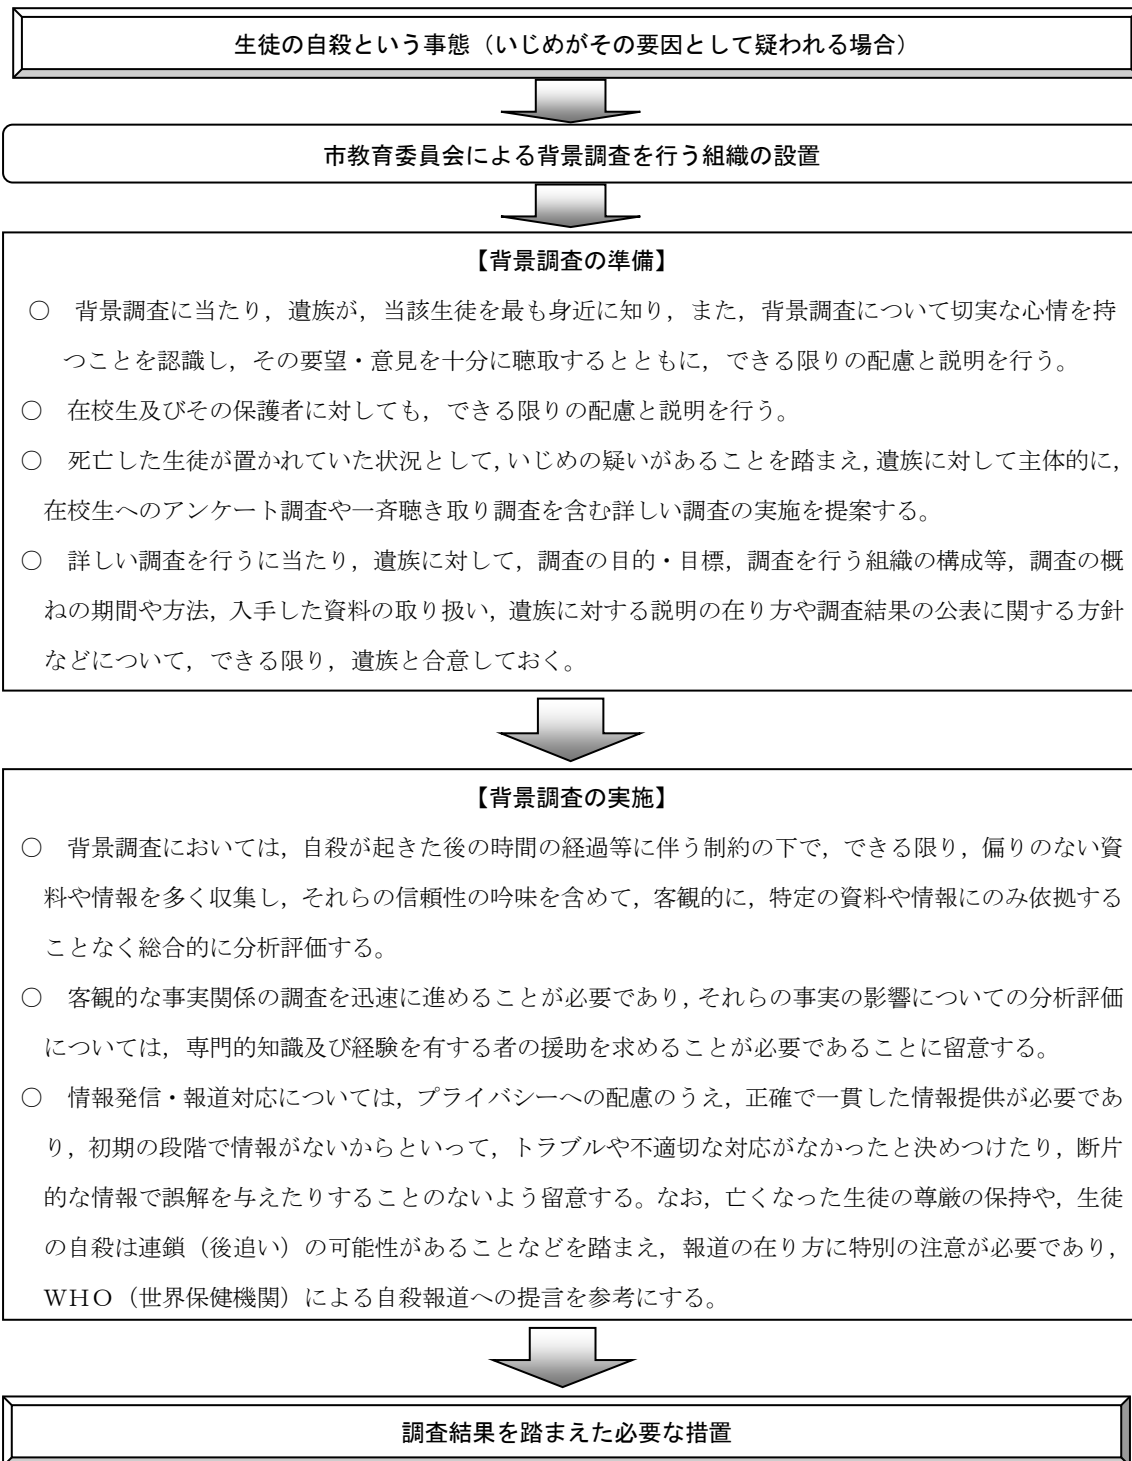 生徒の自殺という事態（いじめがその要因として疑われる場合）
市教育委員会による背景調査を行う組織の設置
【背景調査の準備】
○　背景調査に当たり，遺族が，当該生徒を最も身近に知り，また，背景調査について切実な心情を持
つことを認識し，その要望・意見を十分に聴取するとともに，できる限りの配慮と説明を行う。
○　在校生及びその保護者に対しても，できる限りの配慮と説明を行う。
○　死亡した生徒が置かれていた状況として，いじめの疑いがあることを踏まえ，遺族に対して主体的に，
在校生へのアンケート調査や一斉聴き取り調査を含む詳しい調査の実施を提案する。
○　詳しい調査を行うに当たり，遺族に対して，調査の目的・目標，調査を行う組織の構成等，調査の概
ねの期間や方法，入手した資料の取り扱い，遺族に対する説明の在り方や調査結果の公表に関する方針
などについて，できる限り，遺族と合意しておく。
【背景調査の実施】
○　背景調査においては，自殺が起きた後の時間の経過等に伴う制約の下で，できる限り，偏りのない資
料や情報を多く収集し，それらの信頼性の吟味を含めて，客観的に，特定の資料や情報にのみ依拠する
ことなく総合的に分析評価する。
○　客観的な事実関係の調査を迅速に進めることが必要であり，それらの事実の影響についての分析評価
については，専門的知識及び経験を有する者の援助を求めることが必要であることに留意する。
○　情報発信・報道対応については，プライバシーへの配慮のうえ，正確で一貫した情報提供が必要であ
り，初期の段階で情報がないからといって，トラブルや不適切な対応がなかったと決めつけたり，断片
的な情報で誤解を与えたりすることのないよう留意する。なお，亡くなった生徒の尊厳の保持や，生徒
の自殺は連鎖（後追い）の可能性があることなどを踏まえ，報道の在り方に特別の注意が必要であり，
ＷＨＯ（世界保健機関）による自殺報道への提言を参考にする。
調査結果を踏まえた必要な措置